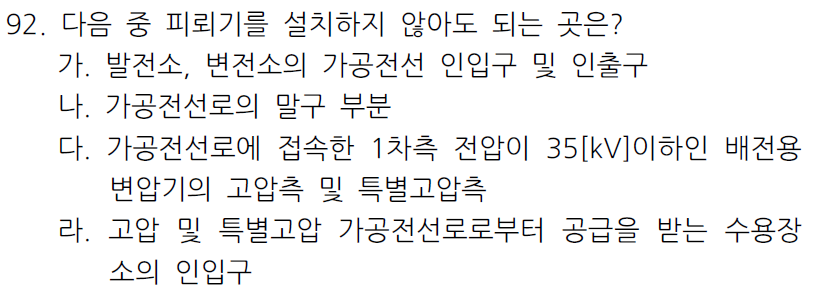 92. 다음 중 피뢰기를 설치하지 않아도 되는 곳은?
가. 발전소, 변전소의 가공전선 인입구 및 인출구
나. 가공전선로의 말구 부분
다. 가공전선로에 접속한 1차측 전압이 35[kV]이하인 배전용
변압기의 고압측 및 특별고압측
라. 고압 및 특별고압 가공전선로로부터 공급을 받는 수용장
소의 인입구